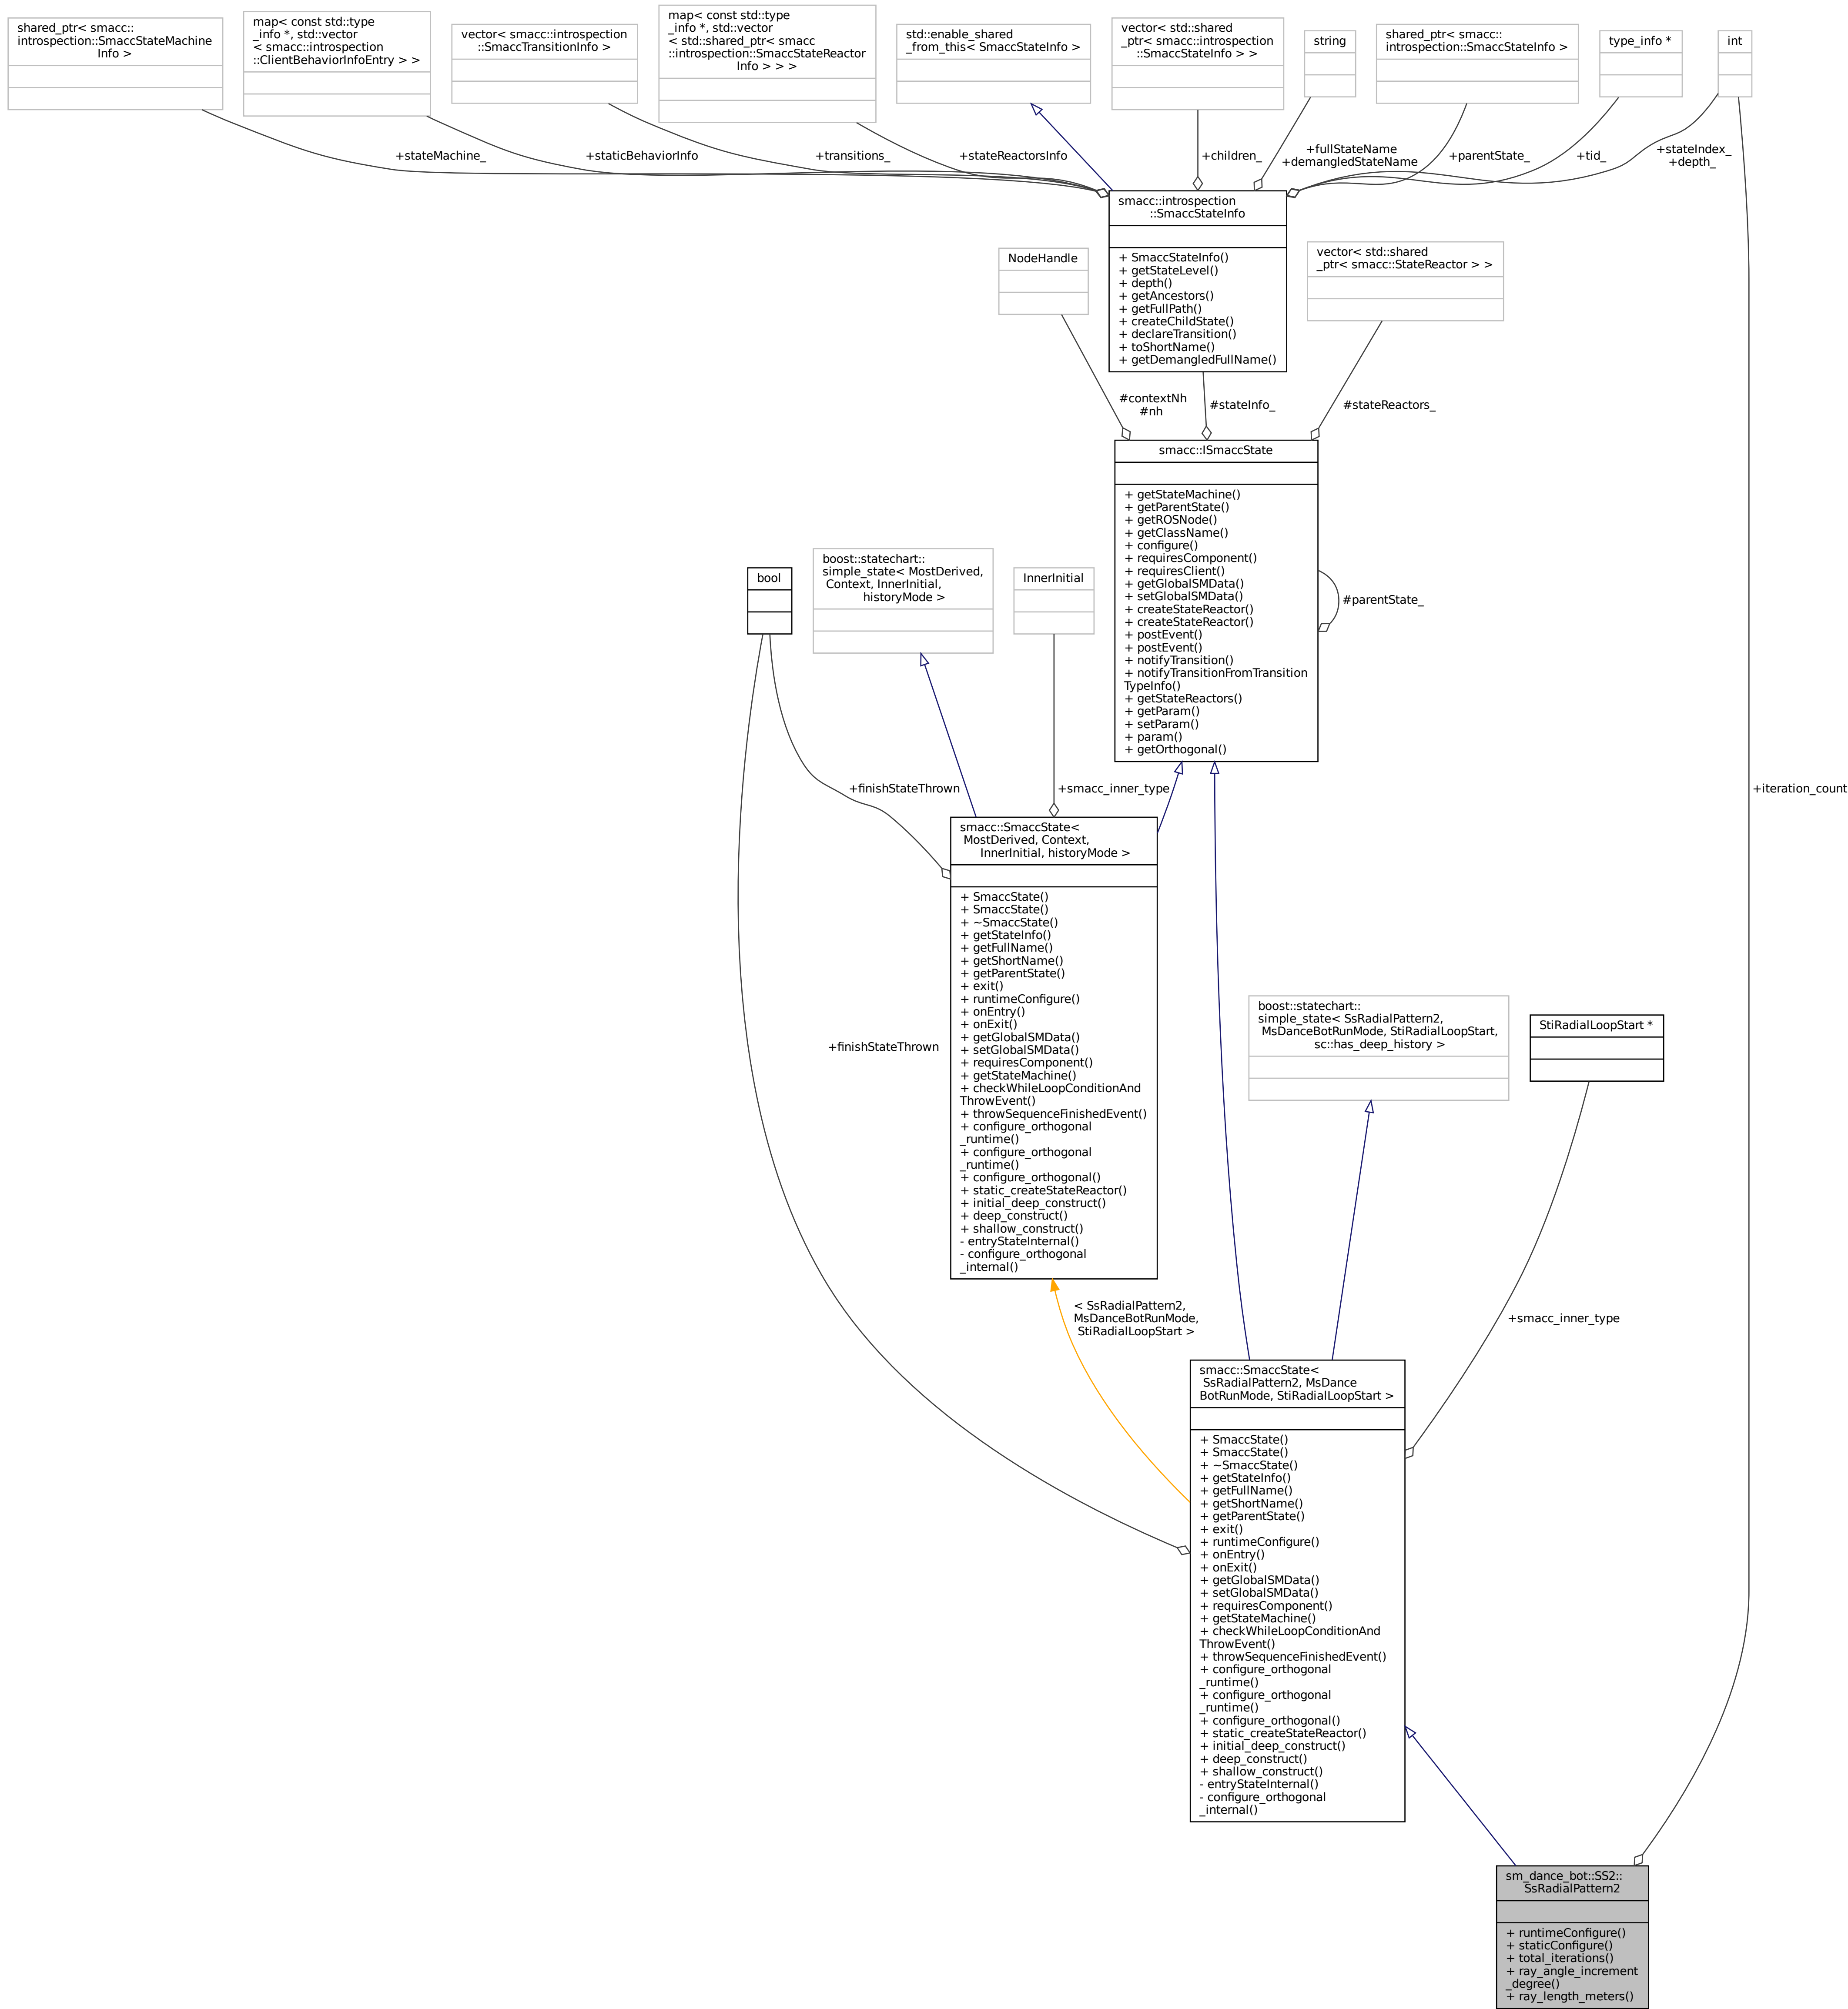 shared_ptr< smacc::
introspection::SmaccStateMachine
Info >
map< const std::type
_info *, std::vector
< smacc::introspection
::ClientBehaviorInfoEntry > >
vector< smacc::introspection
::SmaccTransitionInfo >
map< const std::type
_info *, std::vector
< std::shared_ptr< smacc
::introspection::SmaccStateReactor
Info > > >
std::enable_shared
_from_this< SmaccStateInfo >
vector< std::shared
_ptr< smacc::introspection
::SmaccStateInfo > >
string
shared_ptr< smacc::
introspection::SmaccStateInfo >
type_info *
int
+stateMachine_
+staticBehaviorInfo
+transitions_
+stateReactorsInfo
+children_
+fullStateName
+demangledStateName
+parentState_
+tid_
+stateIndex_
+depth_
smacc::introspection
::SmaccStateInfo
+ SmaccStateInfo()
+ getStateLevel()
+ depth()
+ getAncestors()
+ getFullPath()
+ createChildState()
+ declareTransition()
+ toShortName()
+ getDemangledFullName()
NodeHandle
vector< std::shared
_ptr< smacc::StateReactor > >
#contextNh
#nh
#stateInfo_
#stateReactors_
smacc::ISmaccState
+ getStateMachine()
+ getParentState()
+ getROSNode()
+ getClassName()
+ configure()
+ requiresComponent()
+ requiresClient()
+ getGlobalSMData()
+ setGlobalSMData()
+ createStateReactor()
+ createStateReactor()
+ postEvent()
+ postEvent()
+ notifyTransition()
+ notifyTransitionFromTransition
TypeInfo()
+ getStateReactors()
+ getParam()
+ setParam()
+ param()
+ getOrthogonal()
#parentState_
bool
boost::statechart::
simple_state< MostDerived,
Context, InnerInitial,
historyMode >
InnerInitial
+finishStateThrown
+smacc_inner_type
+iteration_count
smacc::SmaccState<
MostDerived, Context,
InnerInitial, historyMode >
+ SmaccState()
+ SmaccState()
+ ~SmaccState()
+ getStateInfo()
+ getFullName()
+ getShortName()
+ getParentState()
+ exit()
+ runtimeConfigure()
+ onEntry()
+ onExit()
+ getGlobalSMData()
+ setGlobalSMData()
+ requiresComponent()
+ getStateMachine()
+ checkWhileLoopConditionAnd
ThrowEvent()
+ throwSequenceFinishedEvent()
+ configure_orthogonal
_runtime()
+ configure_orthogonal
_runtime()
+ configure_orthogonal()
+ static_createStateReactor()
+ initial_deep_construct()
+ deep_construct()
+ shallow_construct()
- entryStateInternal()
- configure_orthogonal
_internal()
+finishStateThrown
boost::statechart::
simple_state< SsRadialPattern2,
MsDanceBotRunMode, StiRadialLoopStart,
sc::has_deep_history >
StiRadialLoopStart *
< SsRadialPattern2,
MsDanceBotRunMode,
StiRadialLoopStart >
+smacc_inner_type
smacc::SmaccState<
SsRadialPattern2, MsDance
BotRunMode, StiRadialLoopStart >
+ SmaccState()
+ SmaccState()
+ ~SmaccState()
+ getStateInfo()
+ getFullName()
+ getShortName()
+ getParentState()
+ exit()
+ runtimeConfigure()
+ onEntry()
+ onExit()
+ getGlobalSMData()
+ setGlobalSMData()
+ requiresComponent()
+ getStateMachine()
+ checkWhileLoopConditionAnd
ThrowEvent()
+ throwSequenceFinishedEvent()
+ configure_orthogonal
_runtime()
+ configure_orthogonal
_runtime()
+ configure_orthogonal()
+ static_createStateReactor()
+ initial_deep_construct()
+ deep_construct()
+ shallow_construct()
- entryStateInternal()
- configure_orthogonal
_internal()
sm_dance_bot::SS2::
SsRadialPattern2
+ runtimeConfigure()
+ staticConfigure()
+ total_iterations()
+ ray_angle_increment
_degree()
+ ray_length_meters()